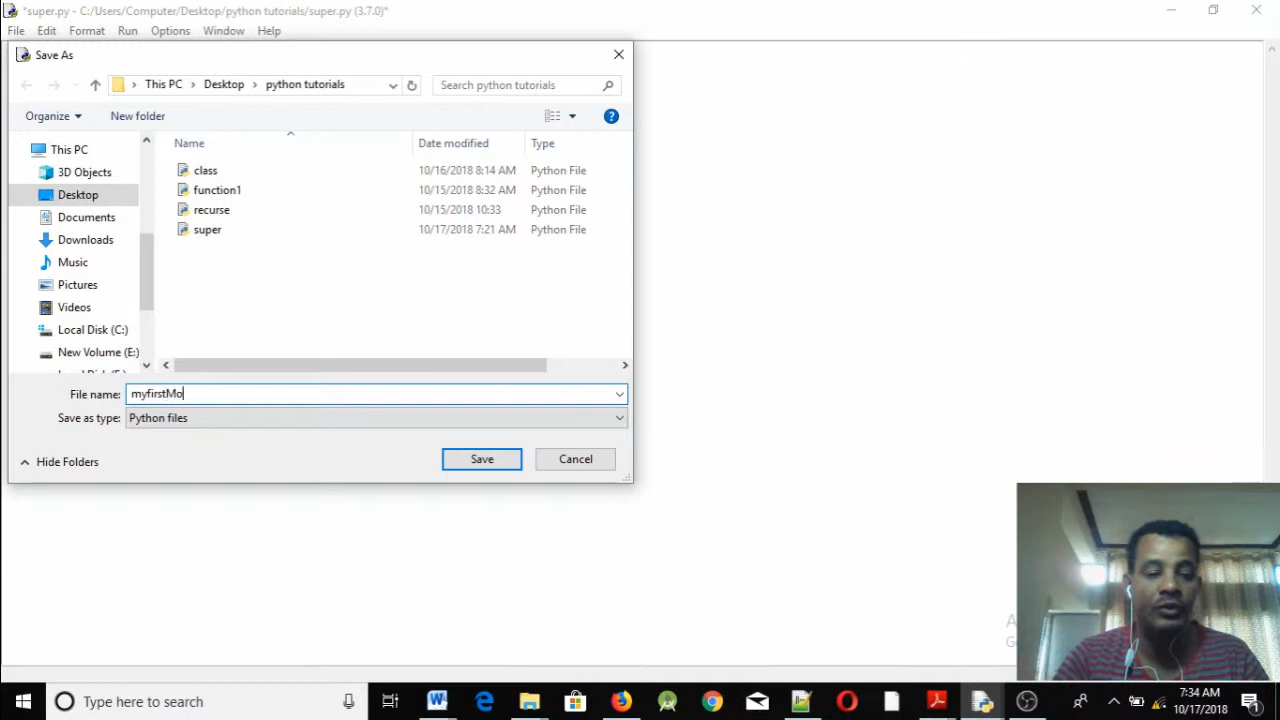 *super.py - C:/Users/Computer/Desktop/python tutorials/super.py (3.7.0)*
File Edit Format Run Options Window Help
Save As
This PC Desktop python tutorials Search python tutorials
Organize New folder
Name Date modified Type
This PC
3D Objects
Desktop
Documents
Downloads
Music
Pictures
Videos
Local Disk (C:)
New Volume (E:)
class 10/16/2018 8:14 AM Python File
function1 10/15/2018 8:32 AM Python File
recurse 10/15/2018 10:33 Python File
super 10/17/2018 7:21 AM Python File
File name: myfirstMo
Save as type: Python files
Hide Folders Save Cancel
Type here to search
7:34 AM
10/17/2018
1